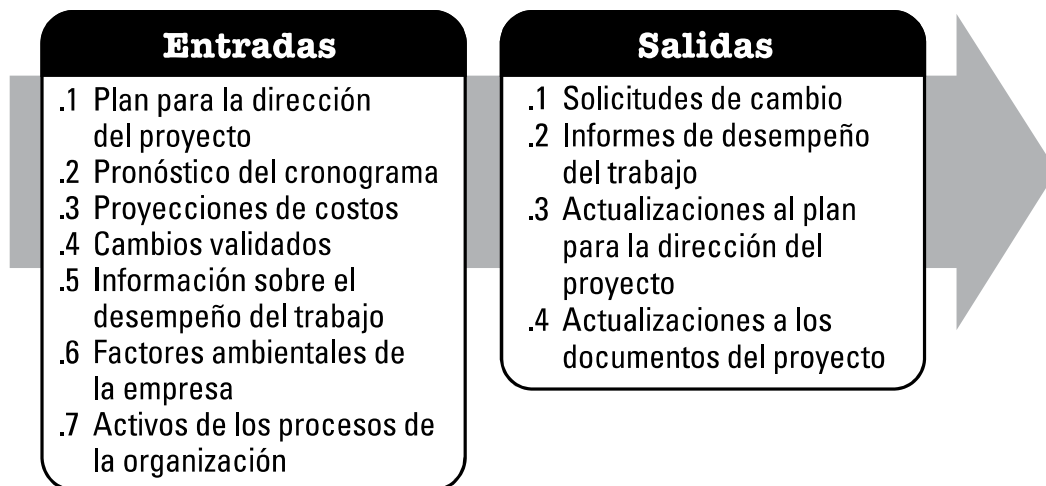 Entradas
.1 Plan para la dirección
del proyecto
.2 Pronóstico del cronograma
.3 Proyecciones de costos
.4 Cambios validados
.5 Información sobre el
desempeño del trabajo
.6 Factores ambientales de
la empresa
.7 Activos de los procesos de
la organización
Salidas
.1 Solicitudes de cambio
.2 Informes de desempeño
del trabajo
.3 Actualizaciones al plan
para la dirección del
proyecto
.4 Actualizaciones a los
documentos del proyecto